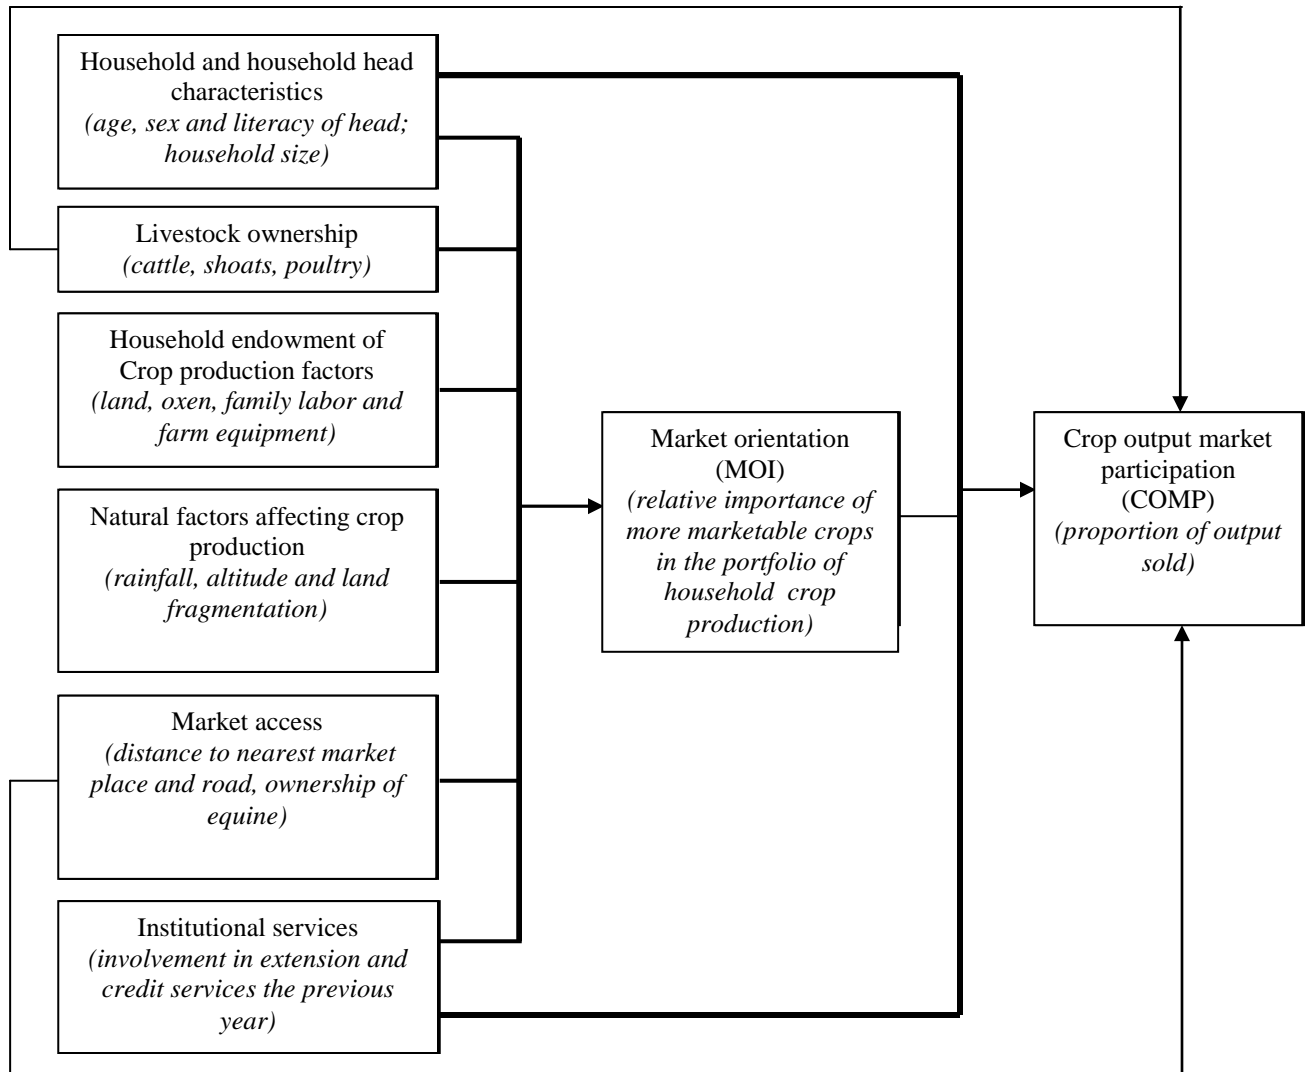 Household and household head
characteristics
(age, sex and literacy of head;
household size)
Livestock ownership
(cattle, shoats, poultry)
Household endowment of
Crop production factors
(land, oxen, family labor and
farm equipment)
Natural factors affecting crop
production
(rainfall, altitude and land
fragmentation)
Market access
(distance to nearest market
place and road, ownership of
equine)
Institutional services
(involvement in extension and
credit services the previous
year)
Market orientation
(MOI)
(relative importance of
more marketable crops
in the portfolio of
household crop
production)
Crop output market
participation
(COMP)
(proportion of output
sold)